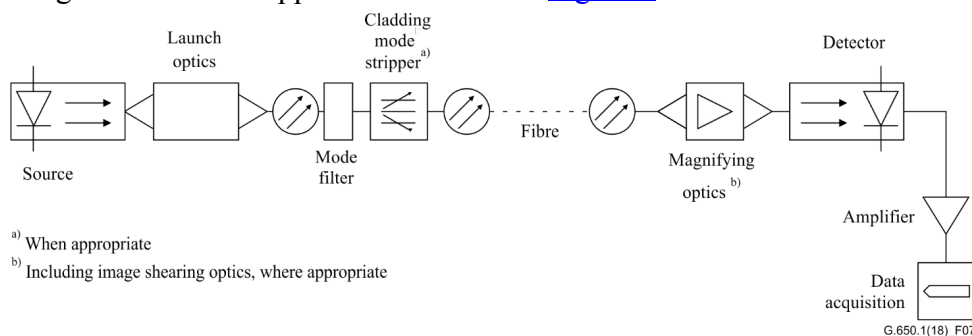 Cladding
mode
stripper a)
Launch
optics
Detector
Fibre
Mode
filter
Source
Magnifying
optics b)
Amplifier
a) When appropriate
b) Including image shearing optics, where appropriate
Data
acquisition
G.650.1(18)_F07